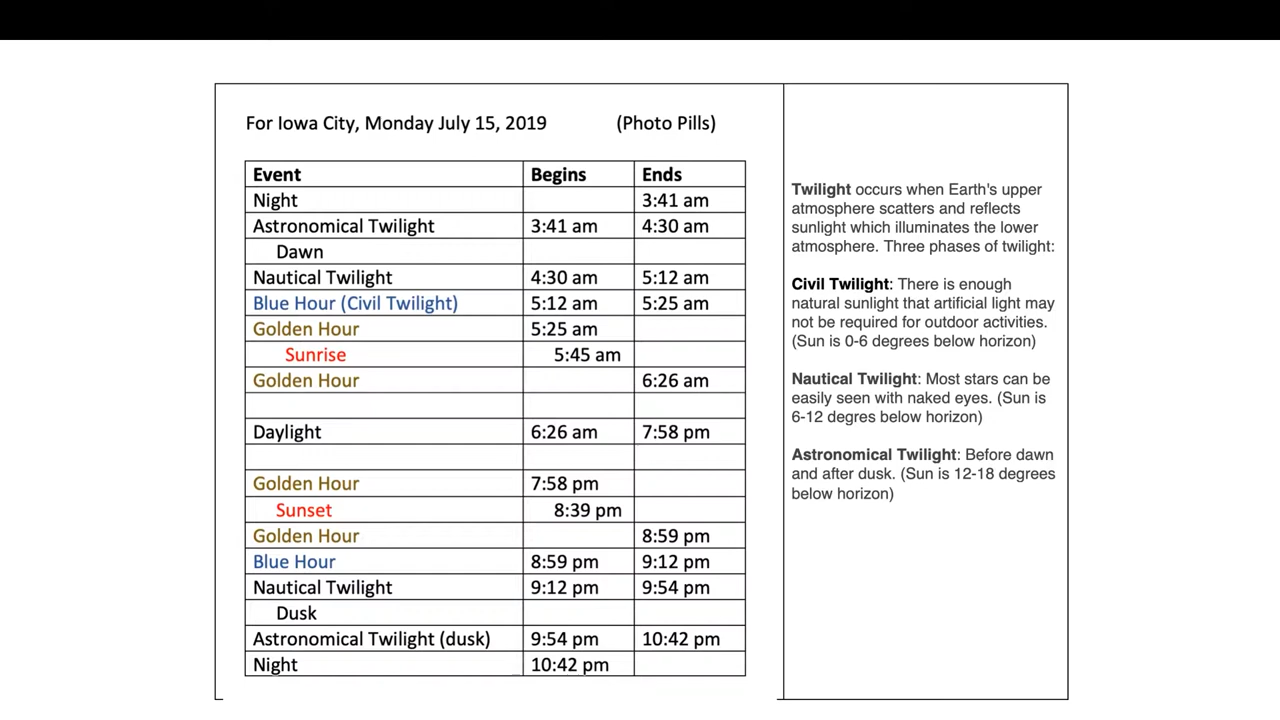 For Iowa City, Monday July 15, 2019 (Photo Pills)
Event Begins Ends
Night 3:41 am
Astronomical Twilight 3:41 am 4:30 am
Dawn
Nautical Twilight 4:30 am 5:12 am
Blue Hour (Civil Twilight) 5:12 am 5:25 am
Golden Hour 5:25 am
Sunrise 5:45 am
Golden Hour 6:26 am
Daylight 6:26 am 7:58 pm
Golden Hour 7:58 pm
Sunset 8:39 pm
Golden Hour 8:59 pm
Blue Hour 8:59 pm 9:12 pm
Nautical Twilight 9:12 pm 9:54 pm
Dusk
Astronomical Twilight (dusk) 9:54 pm 10:42 pm
Night 10:42 pm
Twilight occurs when Earth's upper
atmosphere scatters and reflects
sunlight which illuminates the lower
atmosphere. Three phases of twilight:
Civil Twilight: There is enough
natural sunlight that artificial light may
not be required for outdoor activities.
(Sun is 0-6 degrees below horizon)
Nautical Twilight: Most stars can be
easily seen with naked eyes. (Sun is
6-12 degres below horizon)
Astronomical Twilight: Before dawn
and after dusk. (Sun is 12-18 degrees
below horizon)